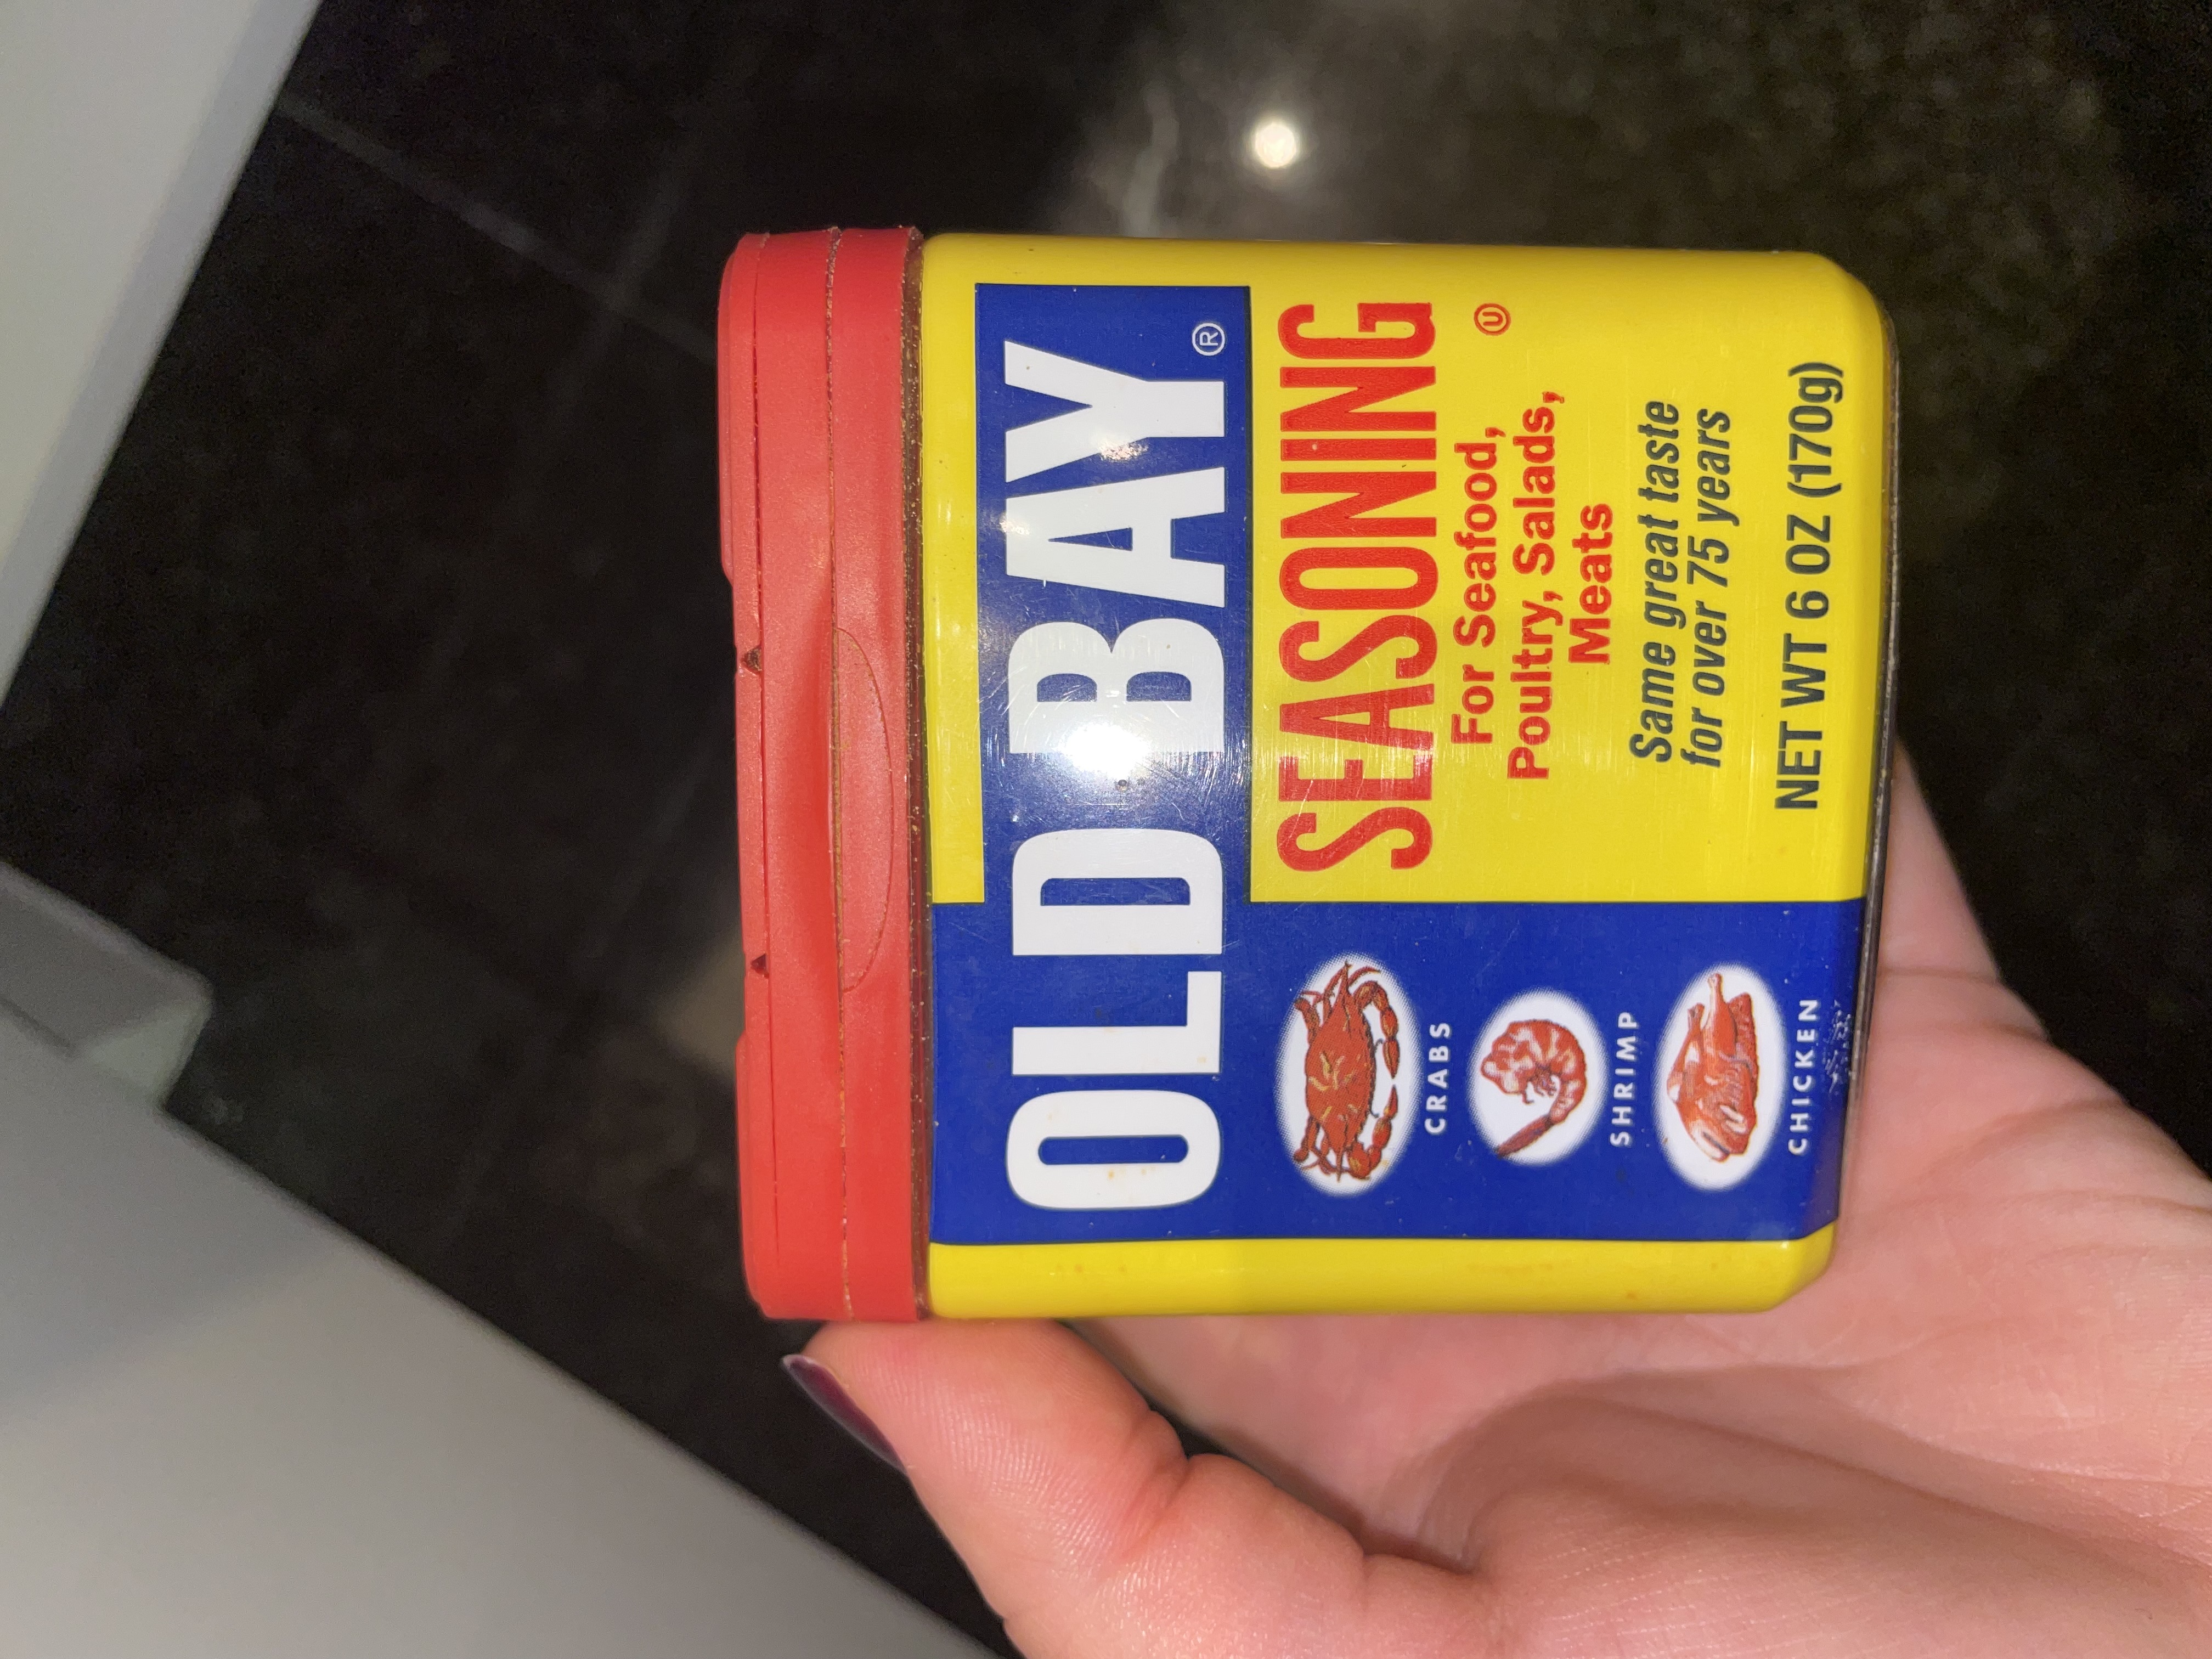 OLD BAY®
SEASONING
For Seafood,
Poultry, Salads,
Meats
Ⓤ
Same great taste
for over 75 years
NET WT 6 OZ (170g)
CRABS
SHRIMP
CHICKEN